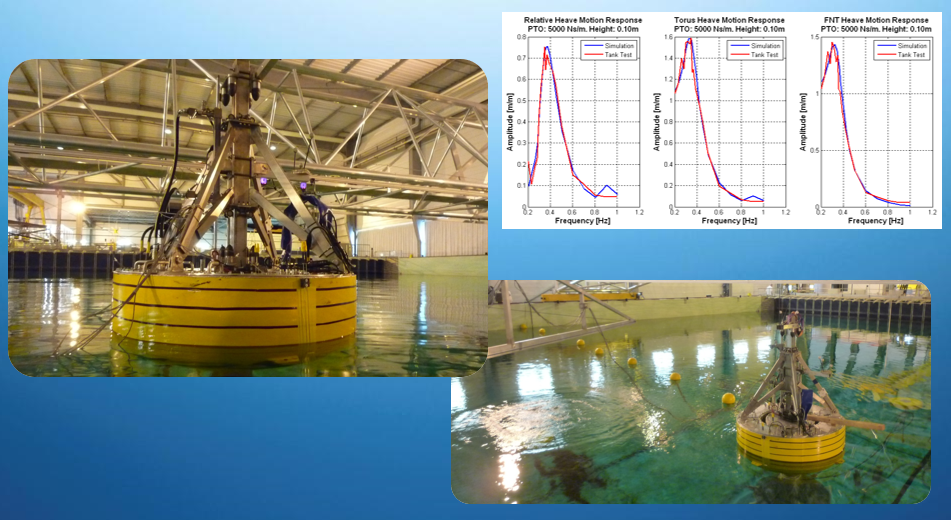 Relative Heave Motion Response
PTO: 5000 Ns/m. Height: 0.10m
0.8
0.7
0.6
0.5
0.4
0.3
0.2
0.1
0
Amplitude [m/m]
Simulation
Tank Test
0.2 0.4 0.6 0.8 1 1.2
Frequency [Hz]
Torus Heave Motion Response
PTO: 5000 Ns/m. Height: 0.10m
1.6
1.4
1.2
1
0.8
0.6
0.4
0.2
0
Amplitude [m/m]
Simulation
Tank Test
0.2 0.4 0.6 0.8 1 1.2
Frequency [Hz]
FNT Heave Motion Response
PTO: 5000 Ns/m. Height: 0.10m
1.5
1
0.5
0
Amplitude [m/m]
Simulation
Tank Test
0.2 0.4 0.6 0.8 1 1.2
Frequency [Hz]